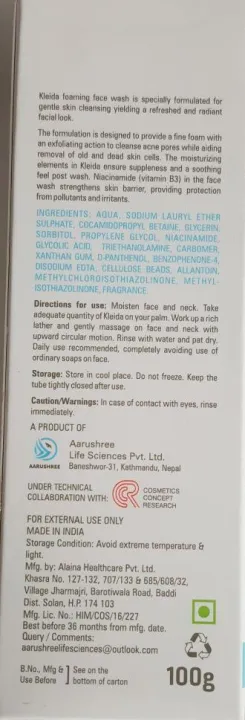 Kleida foaming face wash is specially formulated for
gentle skin cleansing yielding a refreshed and radiant
facial look.
The formulation is designed to provide a fine foam with
an exfoliating action to cleanse acne pores while aiding
removal of old and dead skin cells. The moisturizing
elements in Kleida ensure suppleness and a soothing
feel post wash. Niacinamide (vitamin B3) in the face
wash strengthens skin barrier, providing protection
from pollutants and irritants.
INGREDIENTS: AQUA, SODIUM LAURYL ETHER
SULPHATE, COCAMIDOPROPYL BETAINE, GLYCERIN,
SORBITOL, PROPYLENE GLYCOL, NIACINAMIDE,
GLYCOLIC ACID, TRIETHANOLAMINE, CARBOMER,
XANTHAN GUM, D-PANTHENOL, BENZOPHENONE-4,
DISODIUM EDTA, CELLULOSE BEADS, ALLANTOIN,
METHYLCHLOROISOTHIAZOLINONE, METHYL-
ISOTHIAZOLINONE, FRAGRANCE.
Directions for use: Moisten face and neck. Take
adequate quantity of Kleida on your palm. Work up a rich
lather and gently massage on face and neck with
upward circular motion. Rinse with water and pat dry.
Daily use recommended, completely avoiding use of
ordinary soaps on face.
Storage: Store in cool place. Do not freeze. Keep the
tube tightly closed after use.
Caution/Warnings: In case of contact with eyes, rinse
immediately.
A PRODUCT OF
AARUSHREE
Aarushree
Life Sciences Pvt. Ltd.
Baneshwor-31, Kathmandu, Nepal
UNDER TECHNICAL
COLLABORATION WITH:
COSMETICS
CONCEPT
RESEARCH
FOR EXTERNAL USE ONLY
MADE IN INDIA
Storage Condition: Avoid extreme temperature &
light.
Mfg. by: Alaina Healthcare Pvt. Ltd.
Khasra No. 127-132, 707/133 & 685/608/32,
Village Jharmajri, Barotiwala Road, Baddi
Dist. Solan, H.P. 174 103
Mfg. Lic. No.: HIM/COS/16/227
Best before 36 months from mfg. date.
Query / Comments:
aarushreelifesciences@outlook.com
B.No., Mfg & ] See on the
Use Before ] bottom of carton
100g